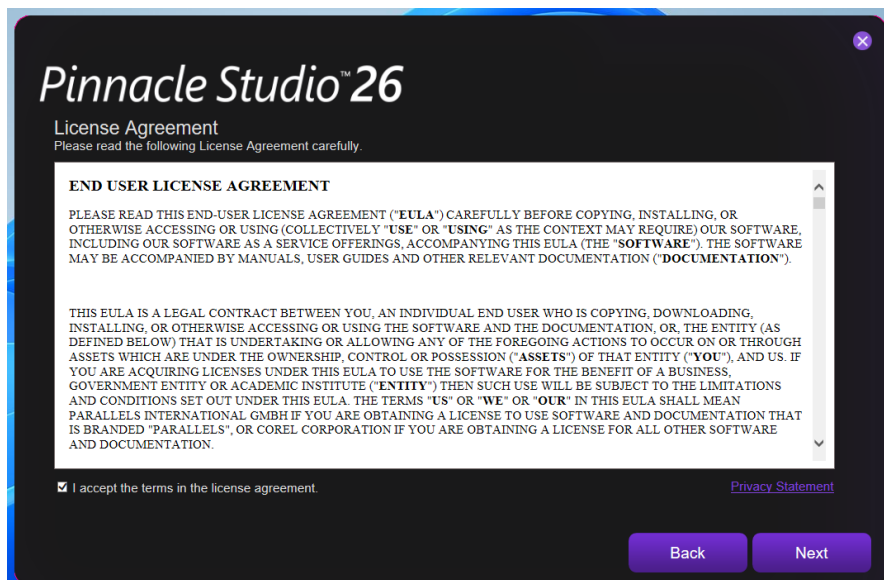 Pinnacle Studio™ 26
License Agreement
Please read the following License Agreement carefully.
END USER LICENSE AGREEMENT
PLEASE READ THIS END-USER LICENSE AGREEMENT ("EULA") CAREFULLY BEFORE COPYING, INSTALLING, OR
OTHERWISE ACCESSING OR USING (COLLECTIVELY "USE" OR "USING" AS THE CONTEXT MAY REQUIRE) OUR SOFTWARE,
INCLUDING OUR SOFTWARE AS A SERVICE OFFERINGS, ACCOMPANYING THIS EULA (THE "SOFTWARE"). THE SOFTWARE
MAY BE ACCOMPANIED BY MANUALS, USER GUIDES AND OTHER RELEVANT DOCUMENTATION ("DOCUMENTATION").
THIS EULA IS A LEGAL CONTRACT BETWEEN YOU, AN INDIVIDUAL END USER WHO IS COPYING, DOWNLOADING,
INSTALLING, OR OTHERWISE ACCESSING OR USING THE SOFTWARE AND THE DOCUMENTATION, OR, THE ENTITY (AS
DEFINED BELOW) THAT IS UNDERTAKING OR ALLOWING ANY OF THE FOREGOING ACTIONS TO OCCUR ON OR THROUGH
ASSETS WHICH ARE UNDER THE OWNERSHIP, CONTROL OR POSSESSION ("ASSETS") OF THAT ENTITY ("YOU"), AND US. IF
YOU ARE ACQUIRING LICENSES UNDER THIS EULA TO USE THE SOFTWARE FOR THE BENEFIT OF A BUSINESS,
GOVERNMENT ENTITY OR ACADEMIC INSTITUTE ("ENTITY") THEN SUCH USE WILL BE SUBJECT TO THE LIMITATIONS
AND CONDITIONS SET OUT UNDER THIS EULA. THE TERMS "US" OR "WE" OR "OUR" IN THIS EULA SHALL MEAN
PARALLELS INTERNATIONAL GMBH IF YOU ARE OBTAINING A LICENSE TO USE SOFTWARE AND DOCUMENTATION THAT
IS BRANDED "PARALLELS", OR COREL CORPORATION IF YOU ARE OBTAINING A LICENSE FOR ALL OTHER SOFTWARE
AND DOCUMENTATION.
I accept the terms in the license agreement.
Privacy Statement
Back
Next